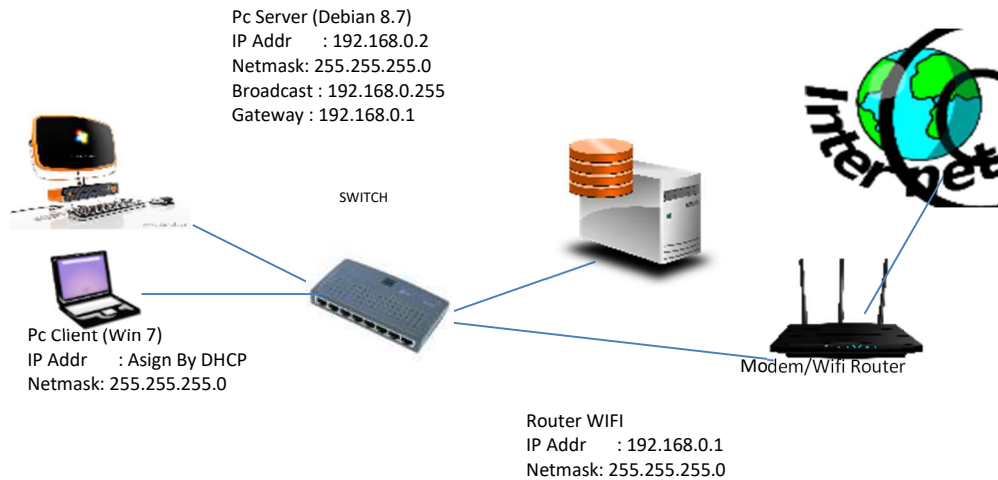 Pc Server (Debian 8.7)
IP Addr : 192.168.0.2
Netmask: 255.255.255.0
Broadcast : 192.168.0.255
Gateway : 192.168.0.1
Internet
SWITCH
Pc Client (Win 7)
IP Addr : Asign By DHCP
Netmask: 255.255.255.0
Modem/Wifi Router
Router WIFI
IP Addr : 192.168.0.1
Netmask: 255.255.255.0